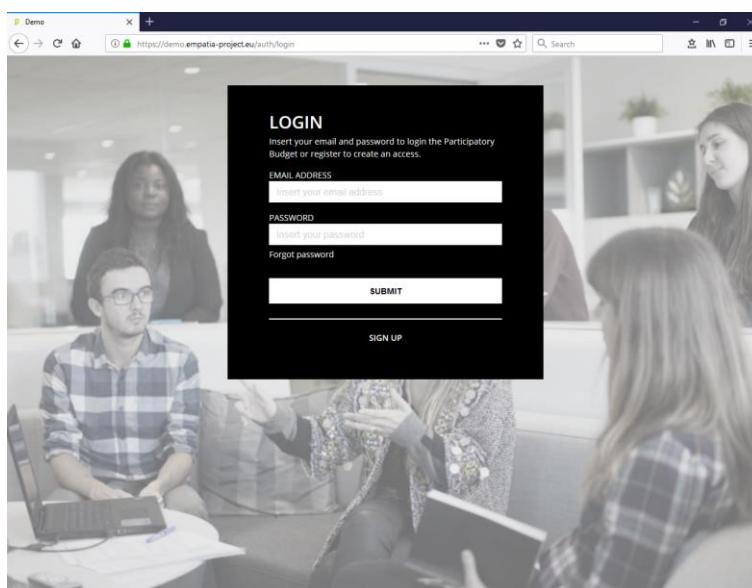 Demo
https://demo.empatia-project.eu/auth/login
Search
LOGIN
Insert your email and password to login the Participatory
Budget or register to create an access.
EMAIL ADDRESS
Insert your email address
PASSWORD
Insert your password
Forgot password
SUBMIT
SIGN UP